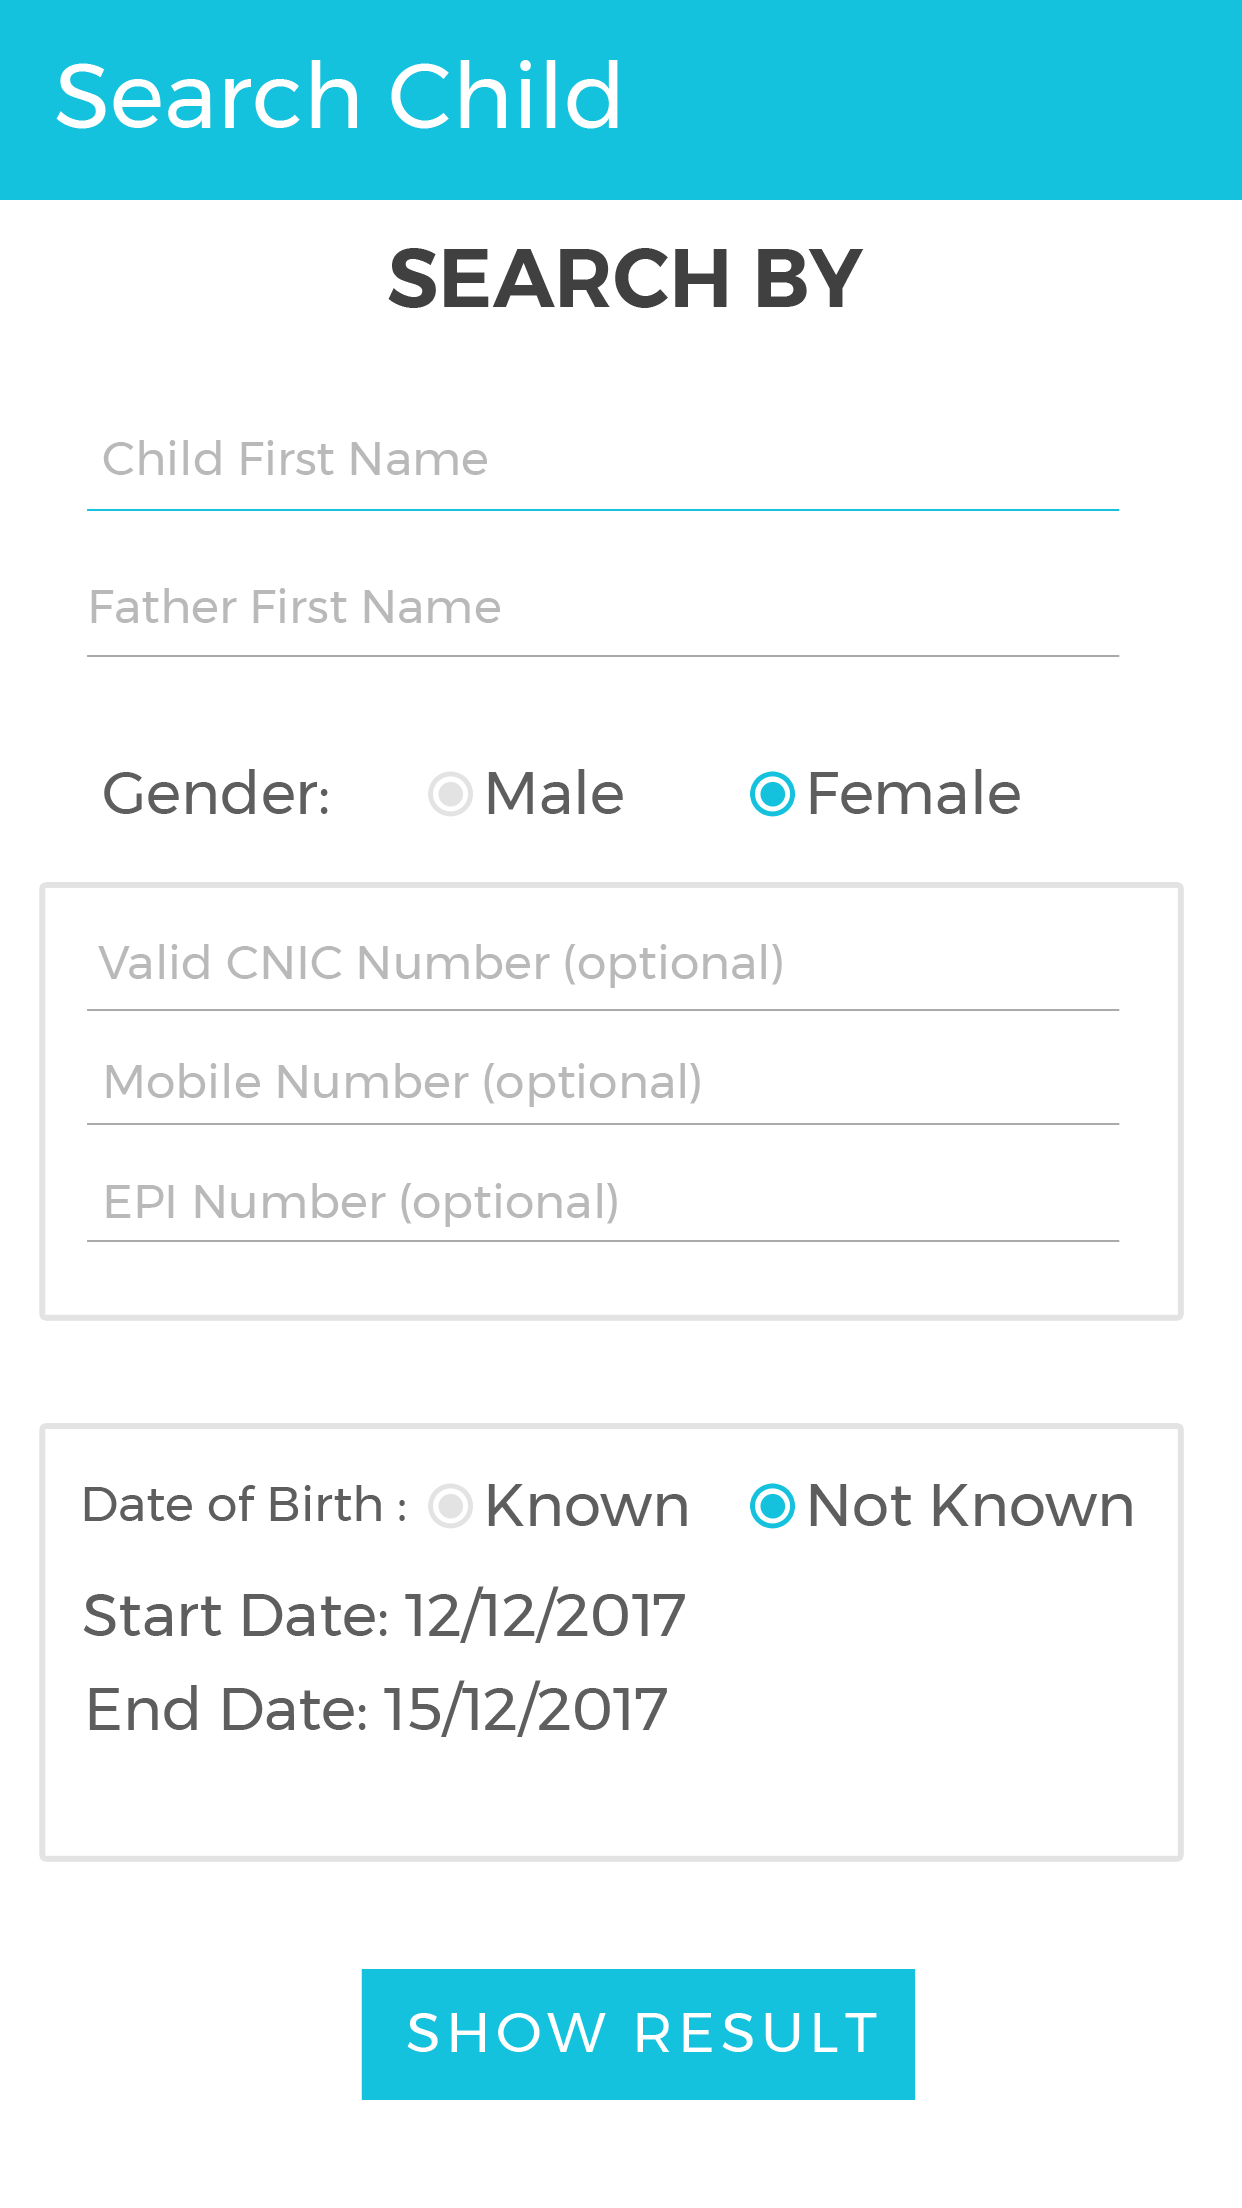 Search Child
SEARCH BY
Child First Name
Father First Name
Gender: Male Female
Valid CNIC Number (optional)
Mobile Number (optional)
EPI Number (optional)
Date of Birth : Known Not Known
Start Date: 12/12/2017
End Date: 15/12/2017
SHOW RESULT